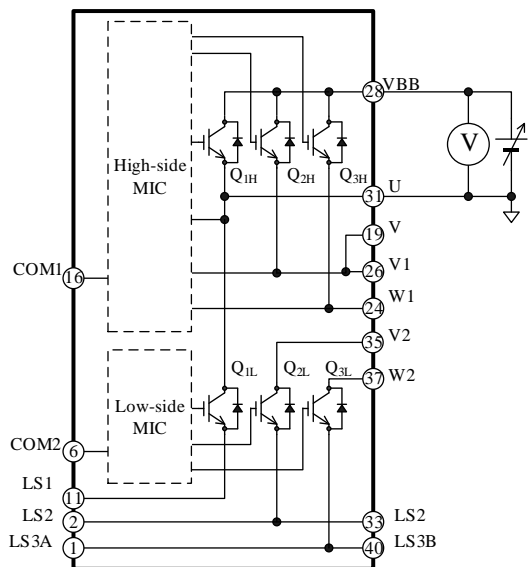 28 VBB
V
High-side
MIC
Q1H
Q2H
Q3H
31 U
19 V
COM1
16
26 V1
24 W1
35 V2
Low-side
MIC
Q1L
Q2L
Q3L
37 W2
COM2
6
LS1
11
LS2
2
33 LS2
LS3A
1
40 LS3B